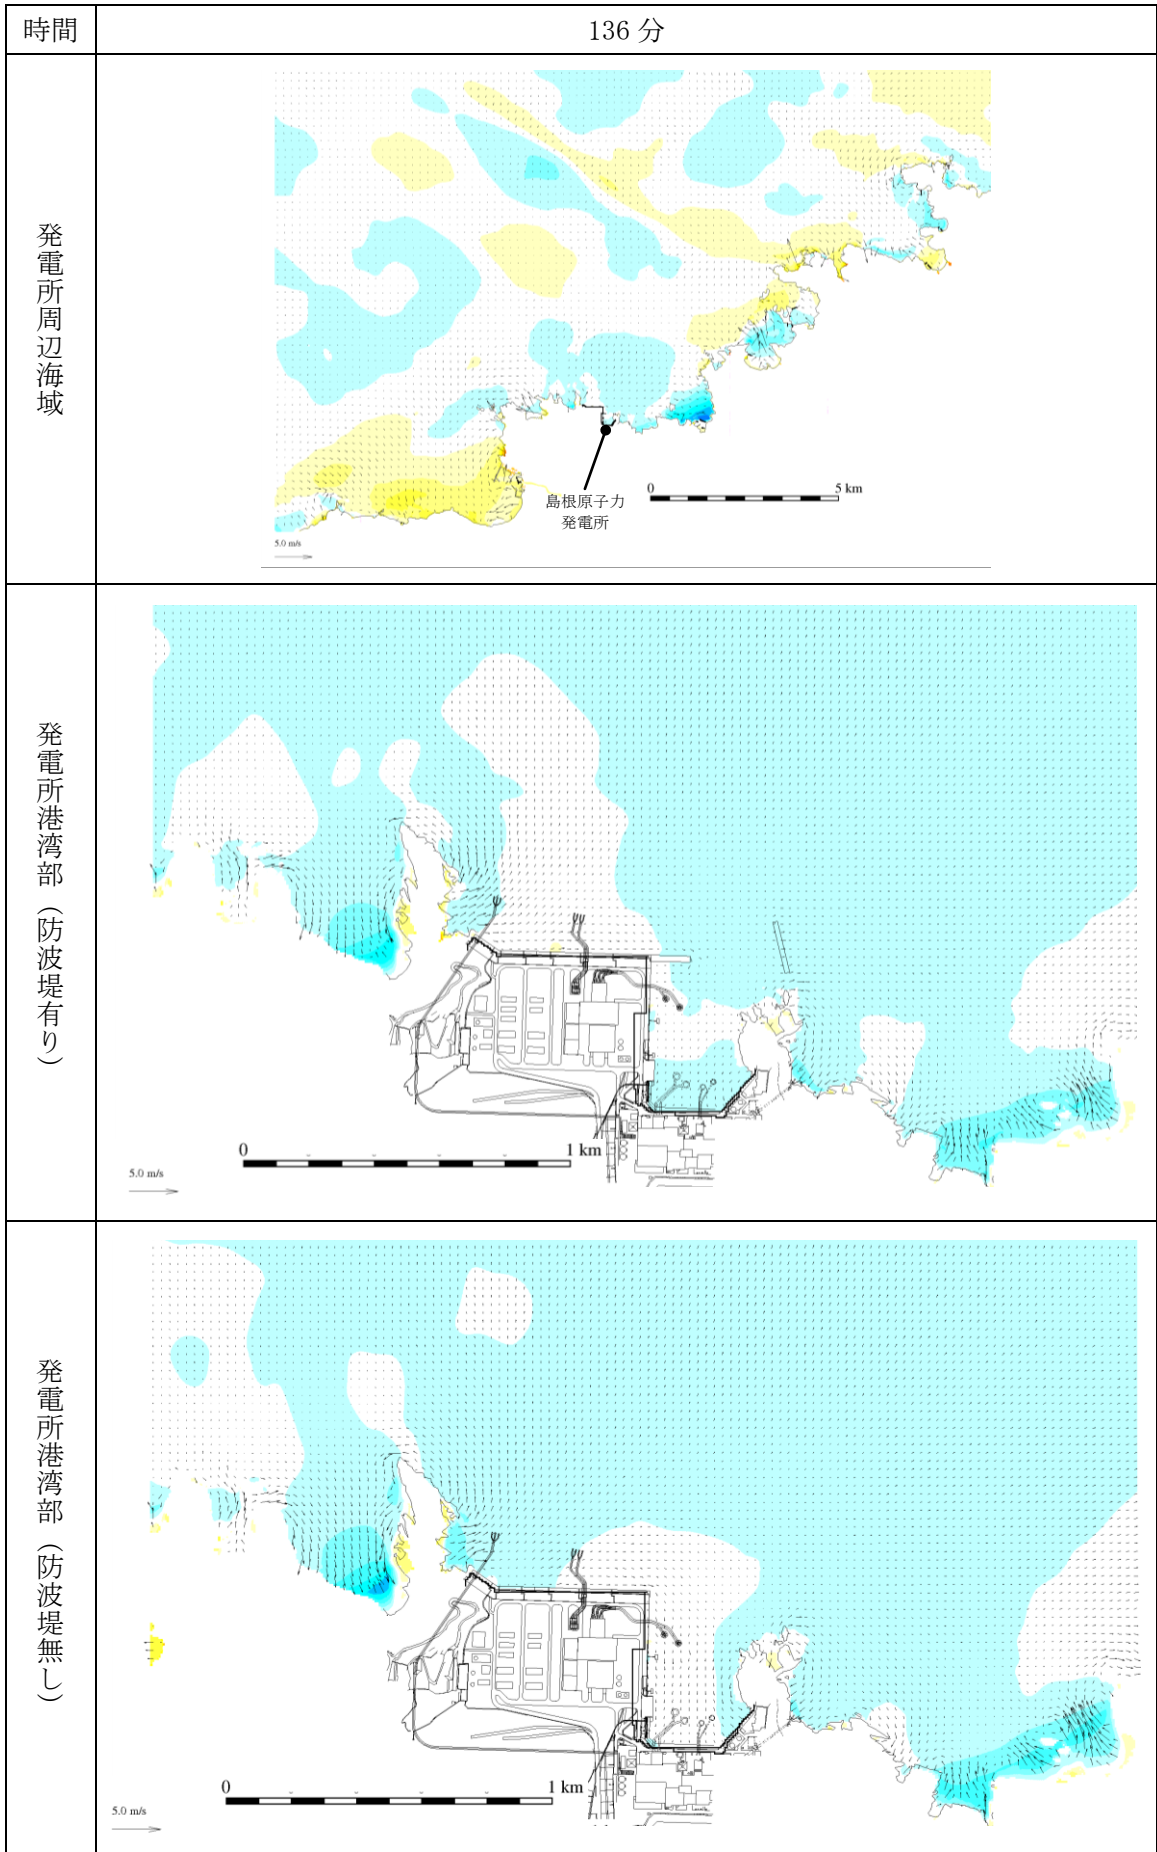 時間
136 分
発電所周辺海域
島根原子力
発電所
0
5 km
5.0 m/s
発電所港湾部（防波堤有り）
0
1 km
5.0 m/s
発電所港湾部（防波堤無し）
0
1 km
5.0 m/s